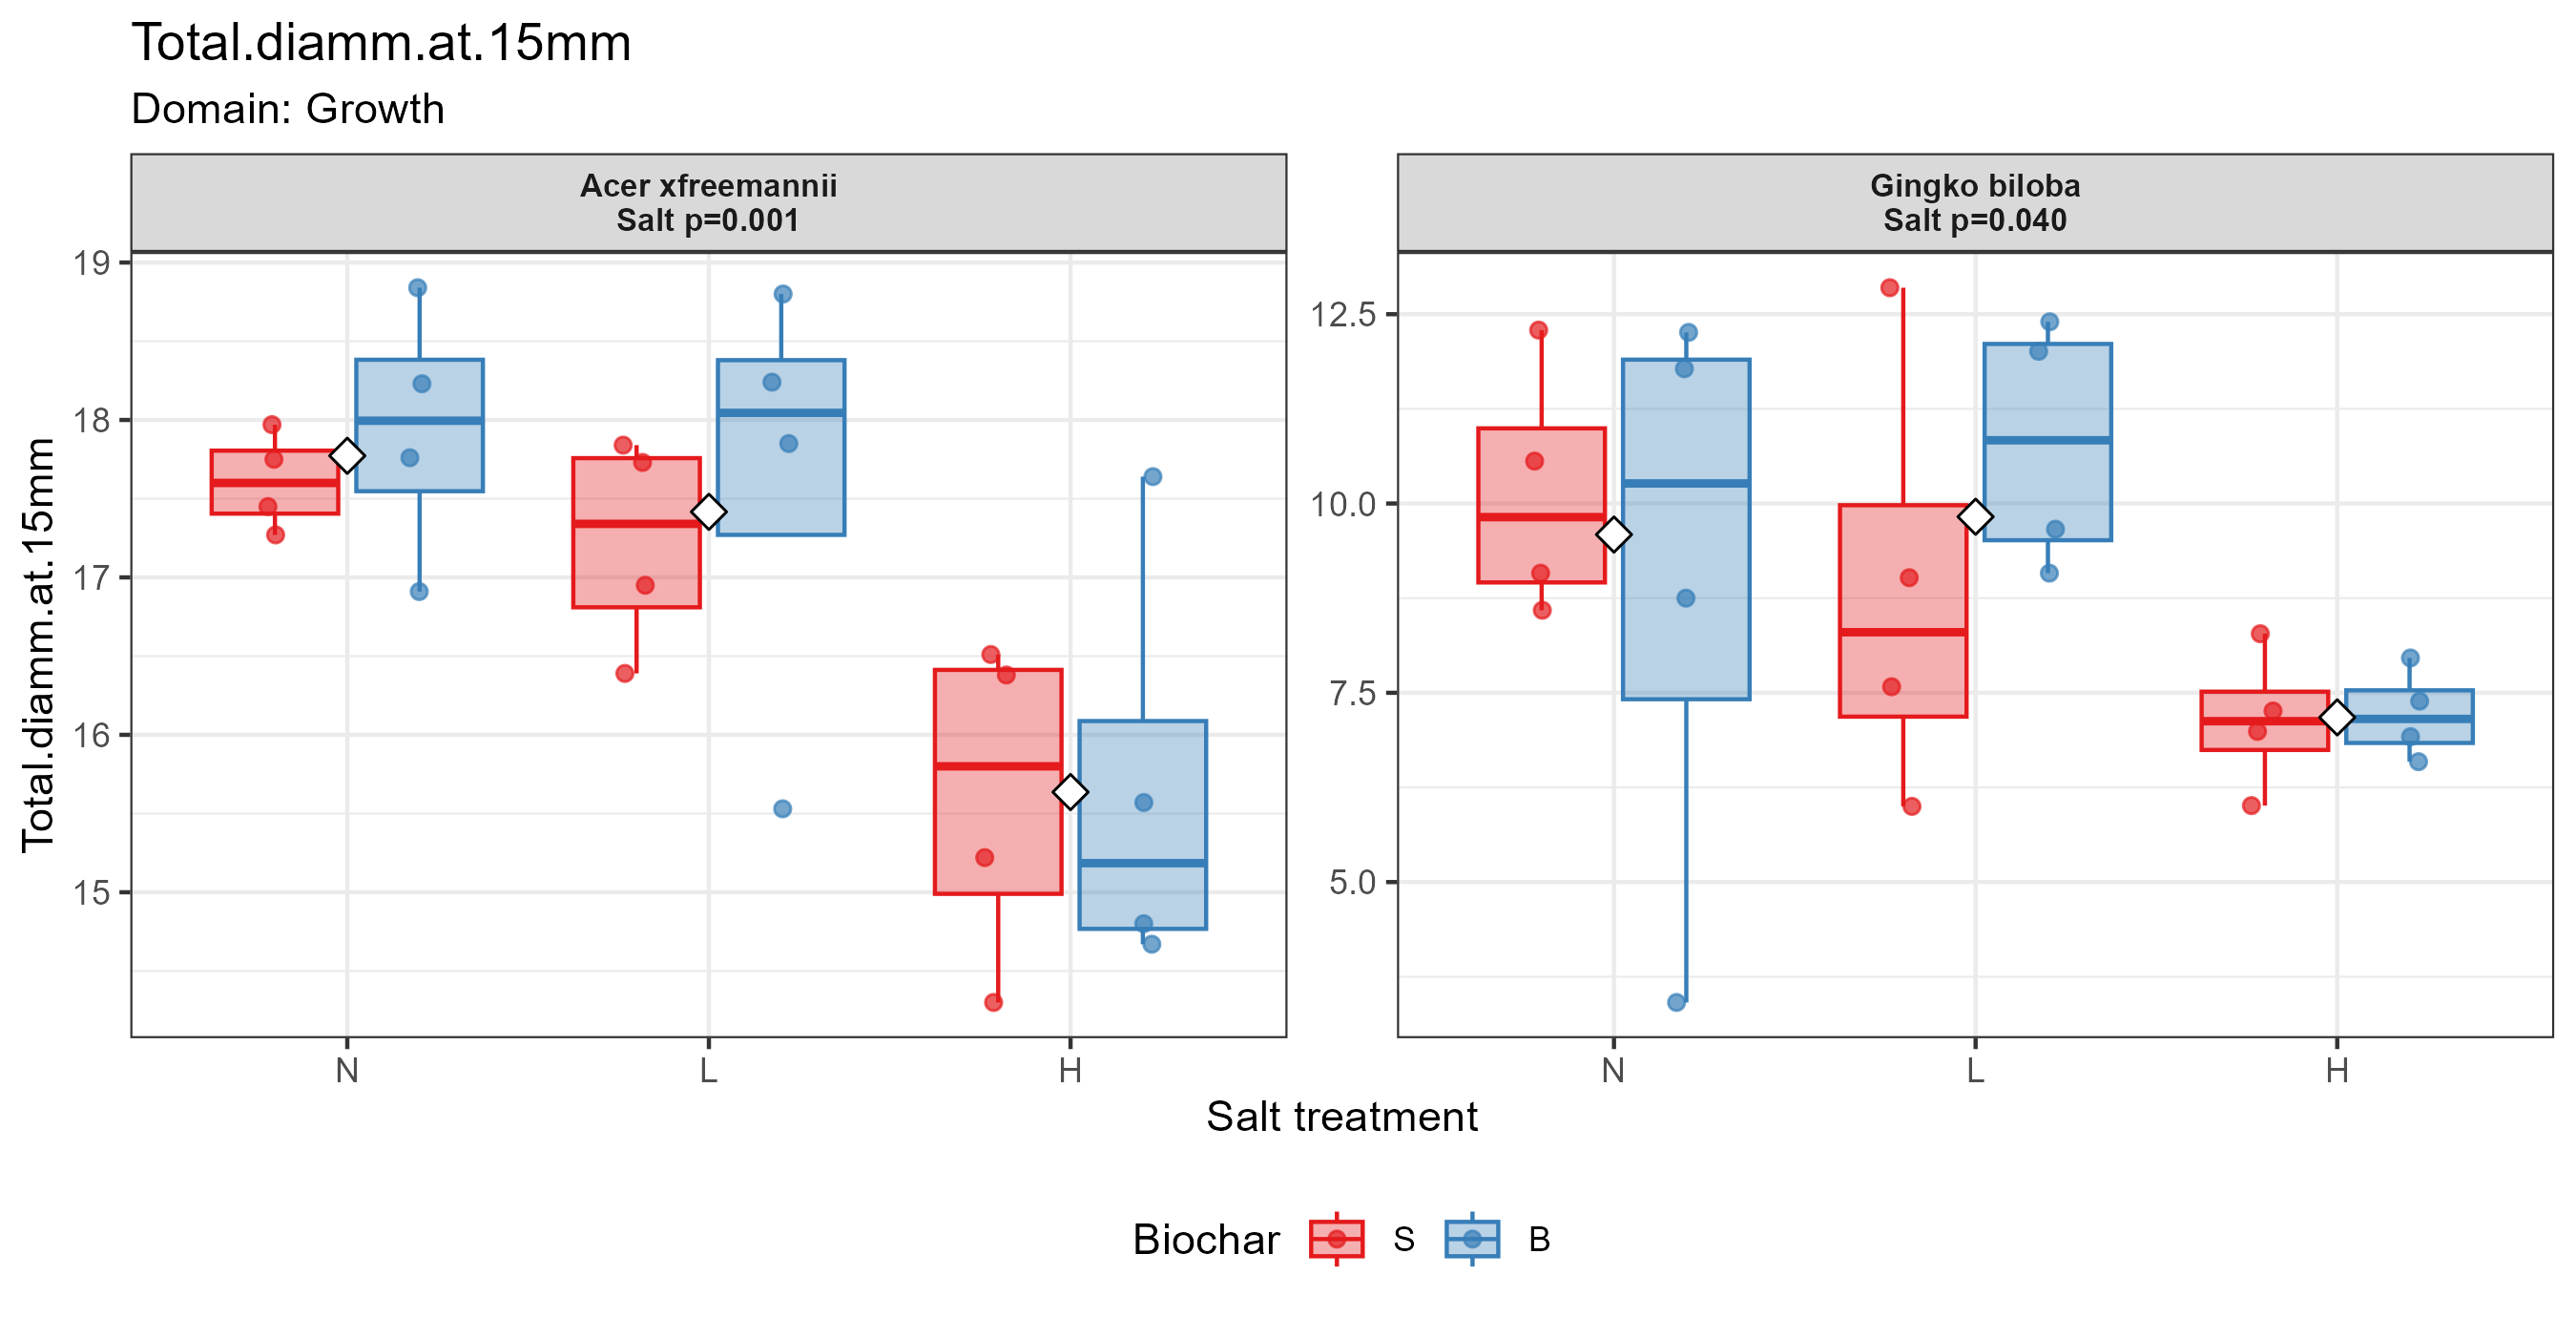 Total.diamm.at.15mm
Domain: Growth
Acer xfreemannii
Salt p=0.001
Gingko biloba
Salt p=0.040
Total.diamm.at.15mm
19
18
17
16
15
12.5
10.0
7.5
5.0
N
L
H
N
L
H
Salt treatment
Biochar S B